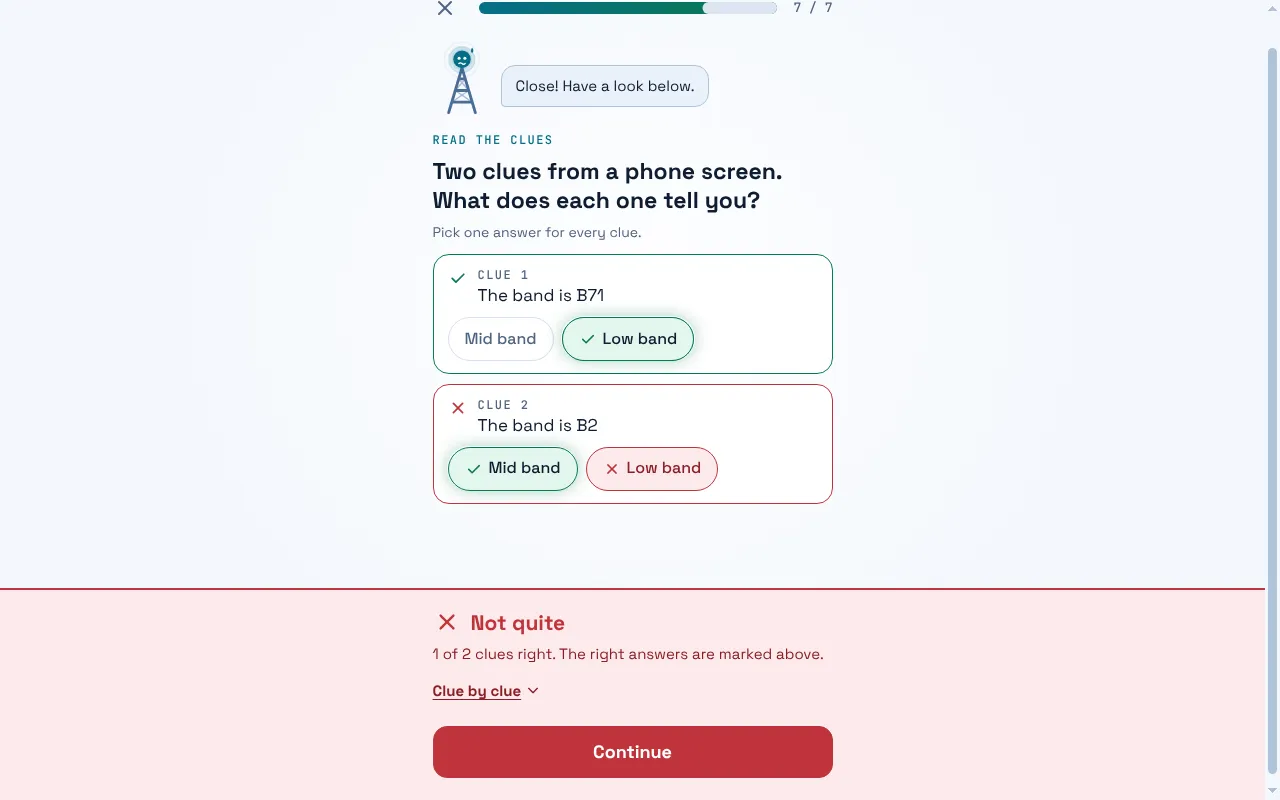 7 / 7
Close! Have a look below.
READ THE CLUES
Two clues from a phone screen.
What does each one tell you?
Pick one answer for every clue.
CLUE 1
The band is B71
Mid band
Low band
CLUE 2
The band is B2
Mid band
Low band
Not quite
1 of 2 clues right. The right answers are marked above.
Clue by clue
Continue